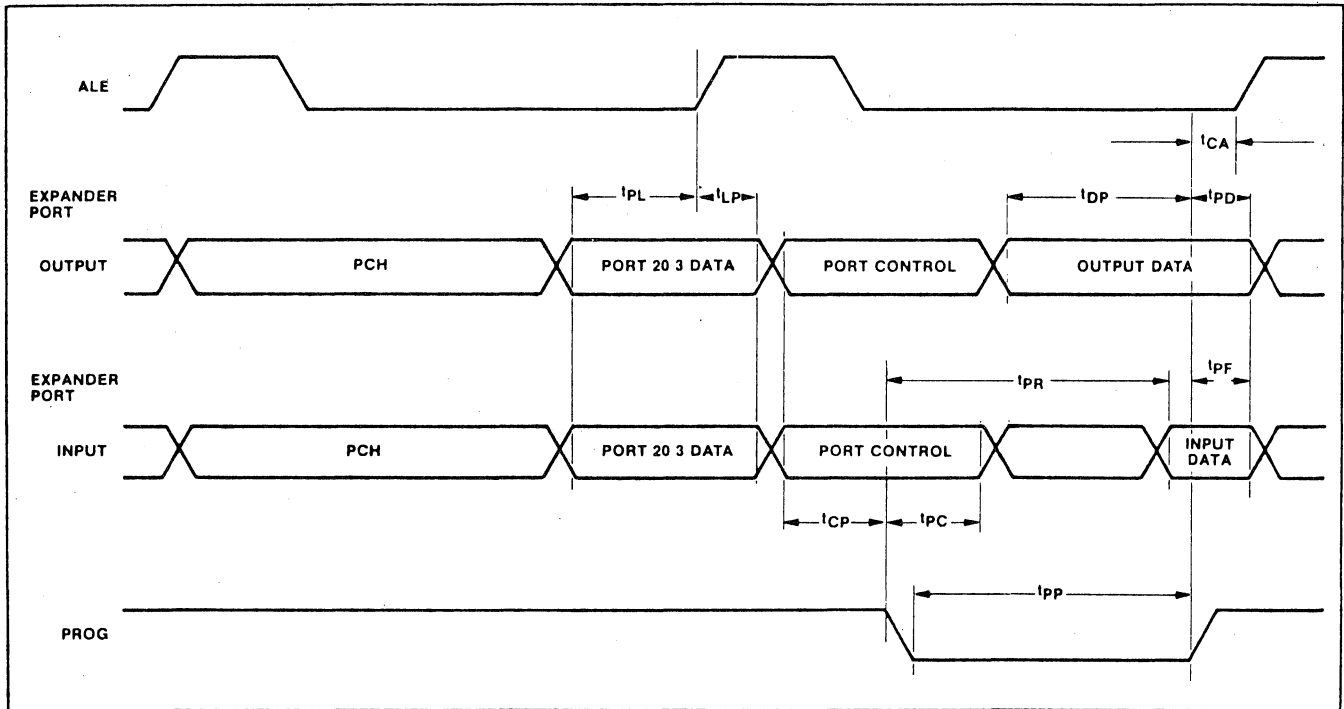 ALE
tCA
EXPANDER
PORT
OUTPUT
tPL
tLP
tDP
tPD
PCH
PORT 20 3 DATA
PORT CONTROL
OUTPUT DATA
EXPANDER
PORT
INPUT
tPR
tPF
PCH
PORT 20 3 DATA
PORT CONTROL
INPUT
DATA
tCP
tPC
PROG
tPP